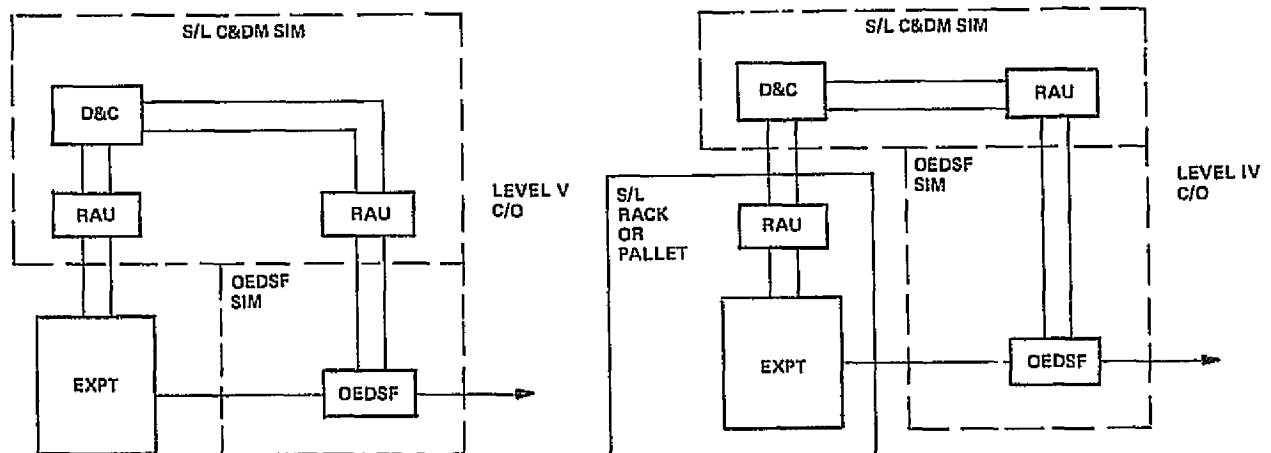 S/L C&DM SIM
D&C
RAU
RAU
LEVEL V
C/O
OEDSF
SIM
EXPT
OEDSF
S/L C&DM SIM
D&C
RAU
OEDSF
SIM
LEVEL IV
C/O
S/L
RACK
OR
PALLET
RAU
EXPT
OEDSF